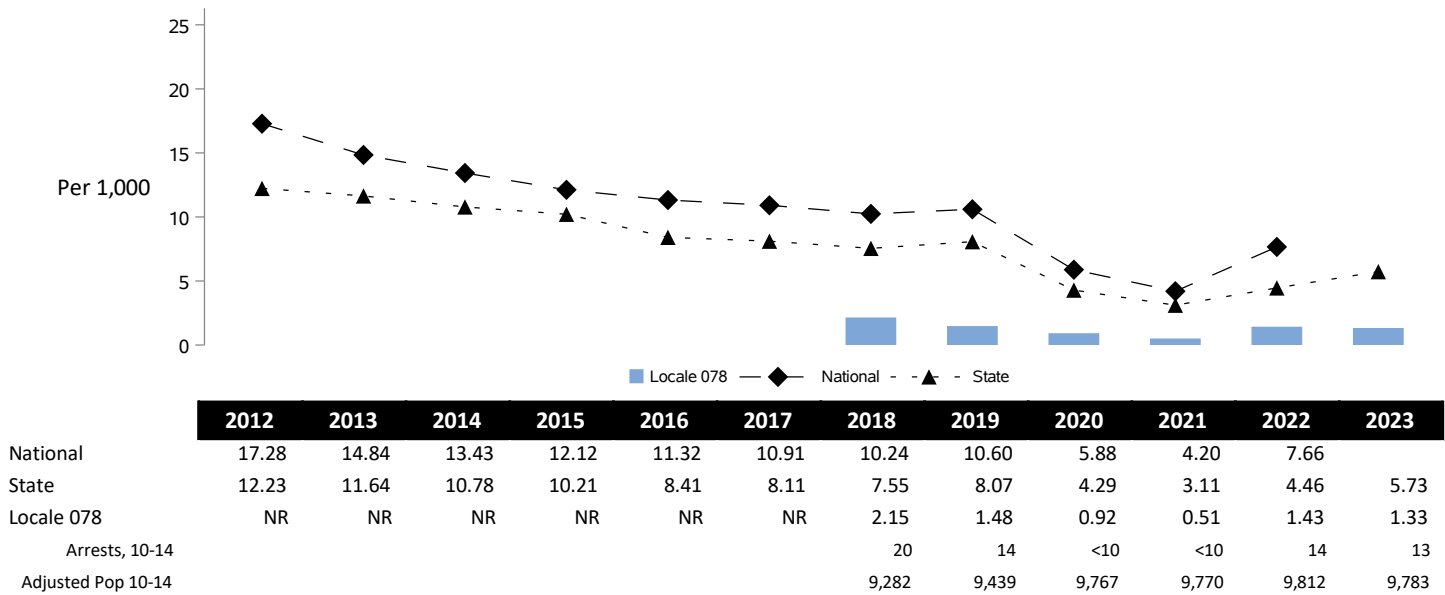 25
20
15
Per 1,000
10
5
0
Locale 078 National State
2012 2013 2014 2015 2016 2017 2018 2019 2020 2021 2022 2023
National 17.28 14.84 13.43 12.12 11.32 10.91 10.24 10.60 5.88 4.20 7.66
State 12.23 11.64 10.78 10.21 8.41 8.11 7.55 8.07 4.29 3.11 4.46 5.73
Locale 078 NR NR NR NR NR NR 2.15 1.48 0.92 0.51 1.43 1.33
Arrests, 10-14 20 14 <10 <10 14 13
Adjusted Pop 10-14 9,282 9,439 9,767 9,770 9,812 9,783